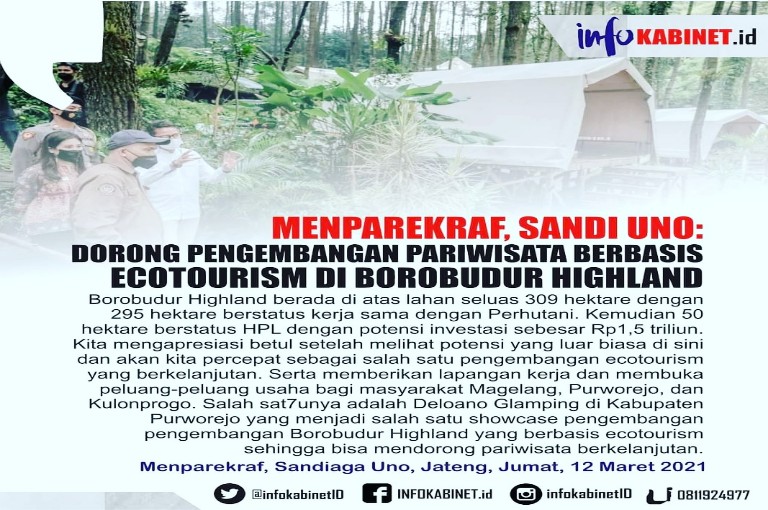 info KABINET.id
MENPAREKRAF, SANDI UNO:
DORONG PENGEMBANGAN PARIWISATA BERBASIS
ECOTOURISM DI BOROBUDUR HIGHLAND
Borobudur Highland berada di atas lahan seluas 309 hektare dengan
295 hektare berstatus kerja sama dengan Perhutani. Kemudian 50
hektare berstatus HPL dengan potensi investasi sebesar Rp1,5 triliun.
Kita mengapresiasi betul setelah melihat potensi yang luar biasa di sini
dan akan kita percepat sebagai salah satu pengembangan ecotourism
yang berkelanjutan. Serta memberikan lapangan kerja dan membuka
peluang-peluang usaha bagi masyarakat Magelang, Purworejo, dan
Kulonprogo. Salah sat7unya adalah Deloano Glamping di Kabupaten
Purworejo yang menjadi salah satu showcase pengembangan
pengembangan Borobudur Highland yang berbasis ecotourism
sehingga bisa mendorong pariwisata berkelanjutan.
Menparekraf, Sandiaga Uno, Jateng, Jumat, 12 Maret 2021
@infokabinetID INFOKABINET.id infokabinetID 0811924977